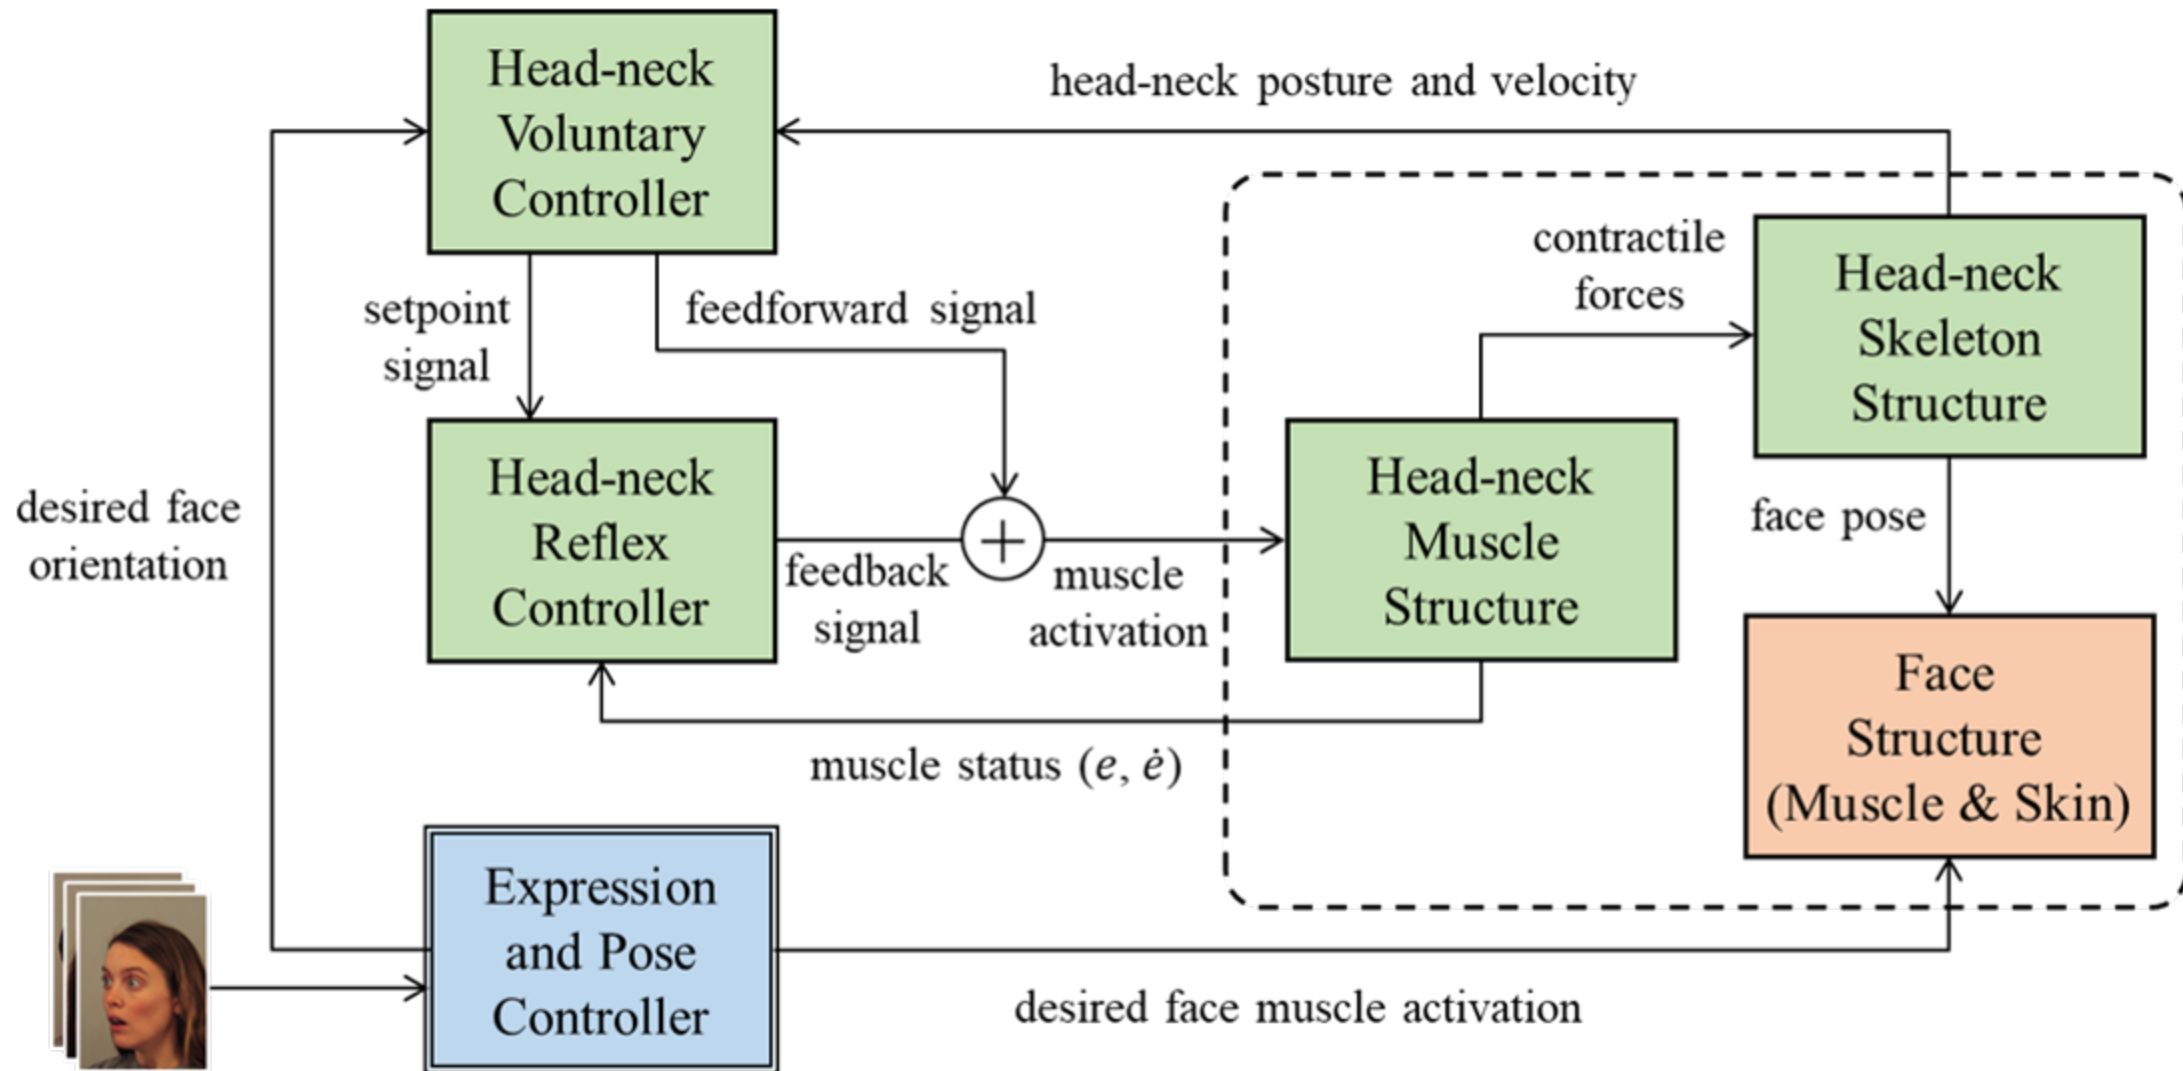 Head-neck
Voluntary
Controller
head-neck posture and velocity
setpoint
signal
feedforward signal
contractile
forces
Head-neck
Skeleton
Structure
desired face
orientation
Head-neck
Reflex
Controller
feedback
signal
+
muscle
activation
Head-neck
Muscle
Structure
face pose
muscle status (e, ė)
Face
Structure
(Muscle & Skin)
Expression
and Pose
Controller
desired face muscle activation